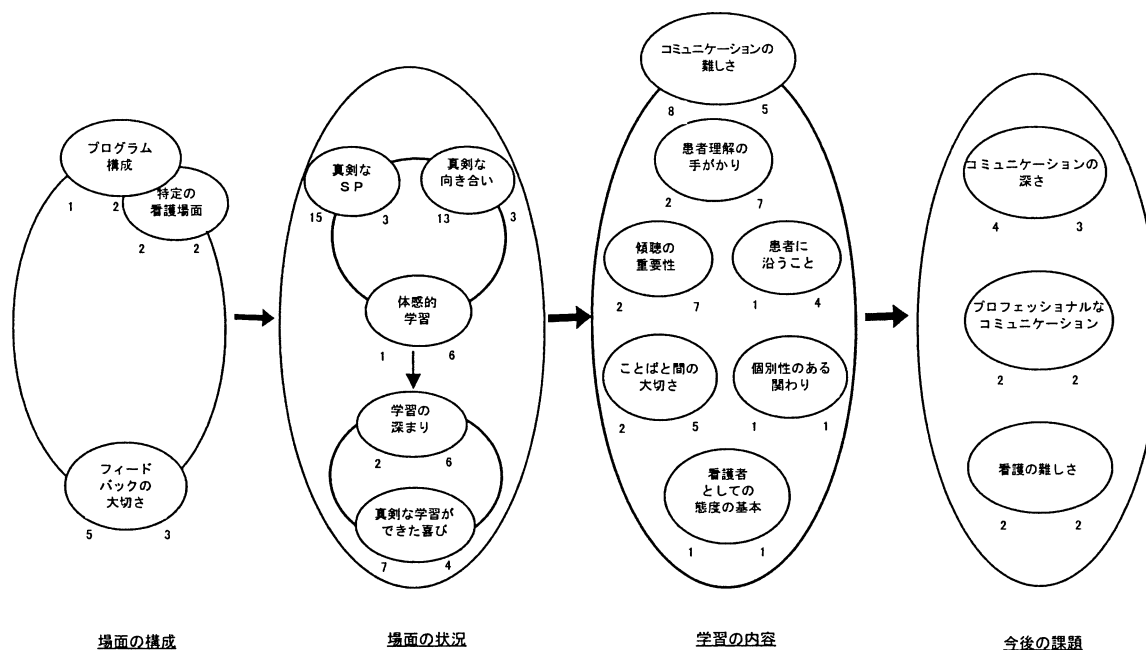 プログラム
構成
1 2
特定の
看護場面
2 2
フィード
バックの
大切さ
5 3
場面の構成
真剣な
SP
15 3
真剣な
向き合い
13 3
体感的
学習
1 6
学習の
深まり
2 6
真剣な学習が
できた喜び
7 4
場面の状況
コミュニケーションの
難しさ
8 5
患者理解の
手がかり
2 7
傾聴の
重要性
2 7
患者に
沿うこと
1 4
ことばと間の
大切さ
2 5
個別性のある
関わり
1 1
看護者
としての
態度の基本
1 1
学習の内容
コミュニケーションの
深さ
4 3
プロフェッショナルな
コミュニケーション
2 2
看護の難しさ
2 2
今後の課題